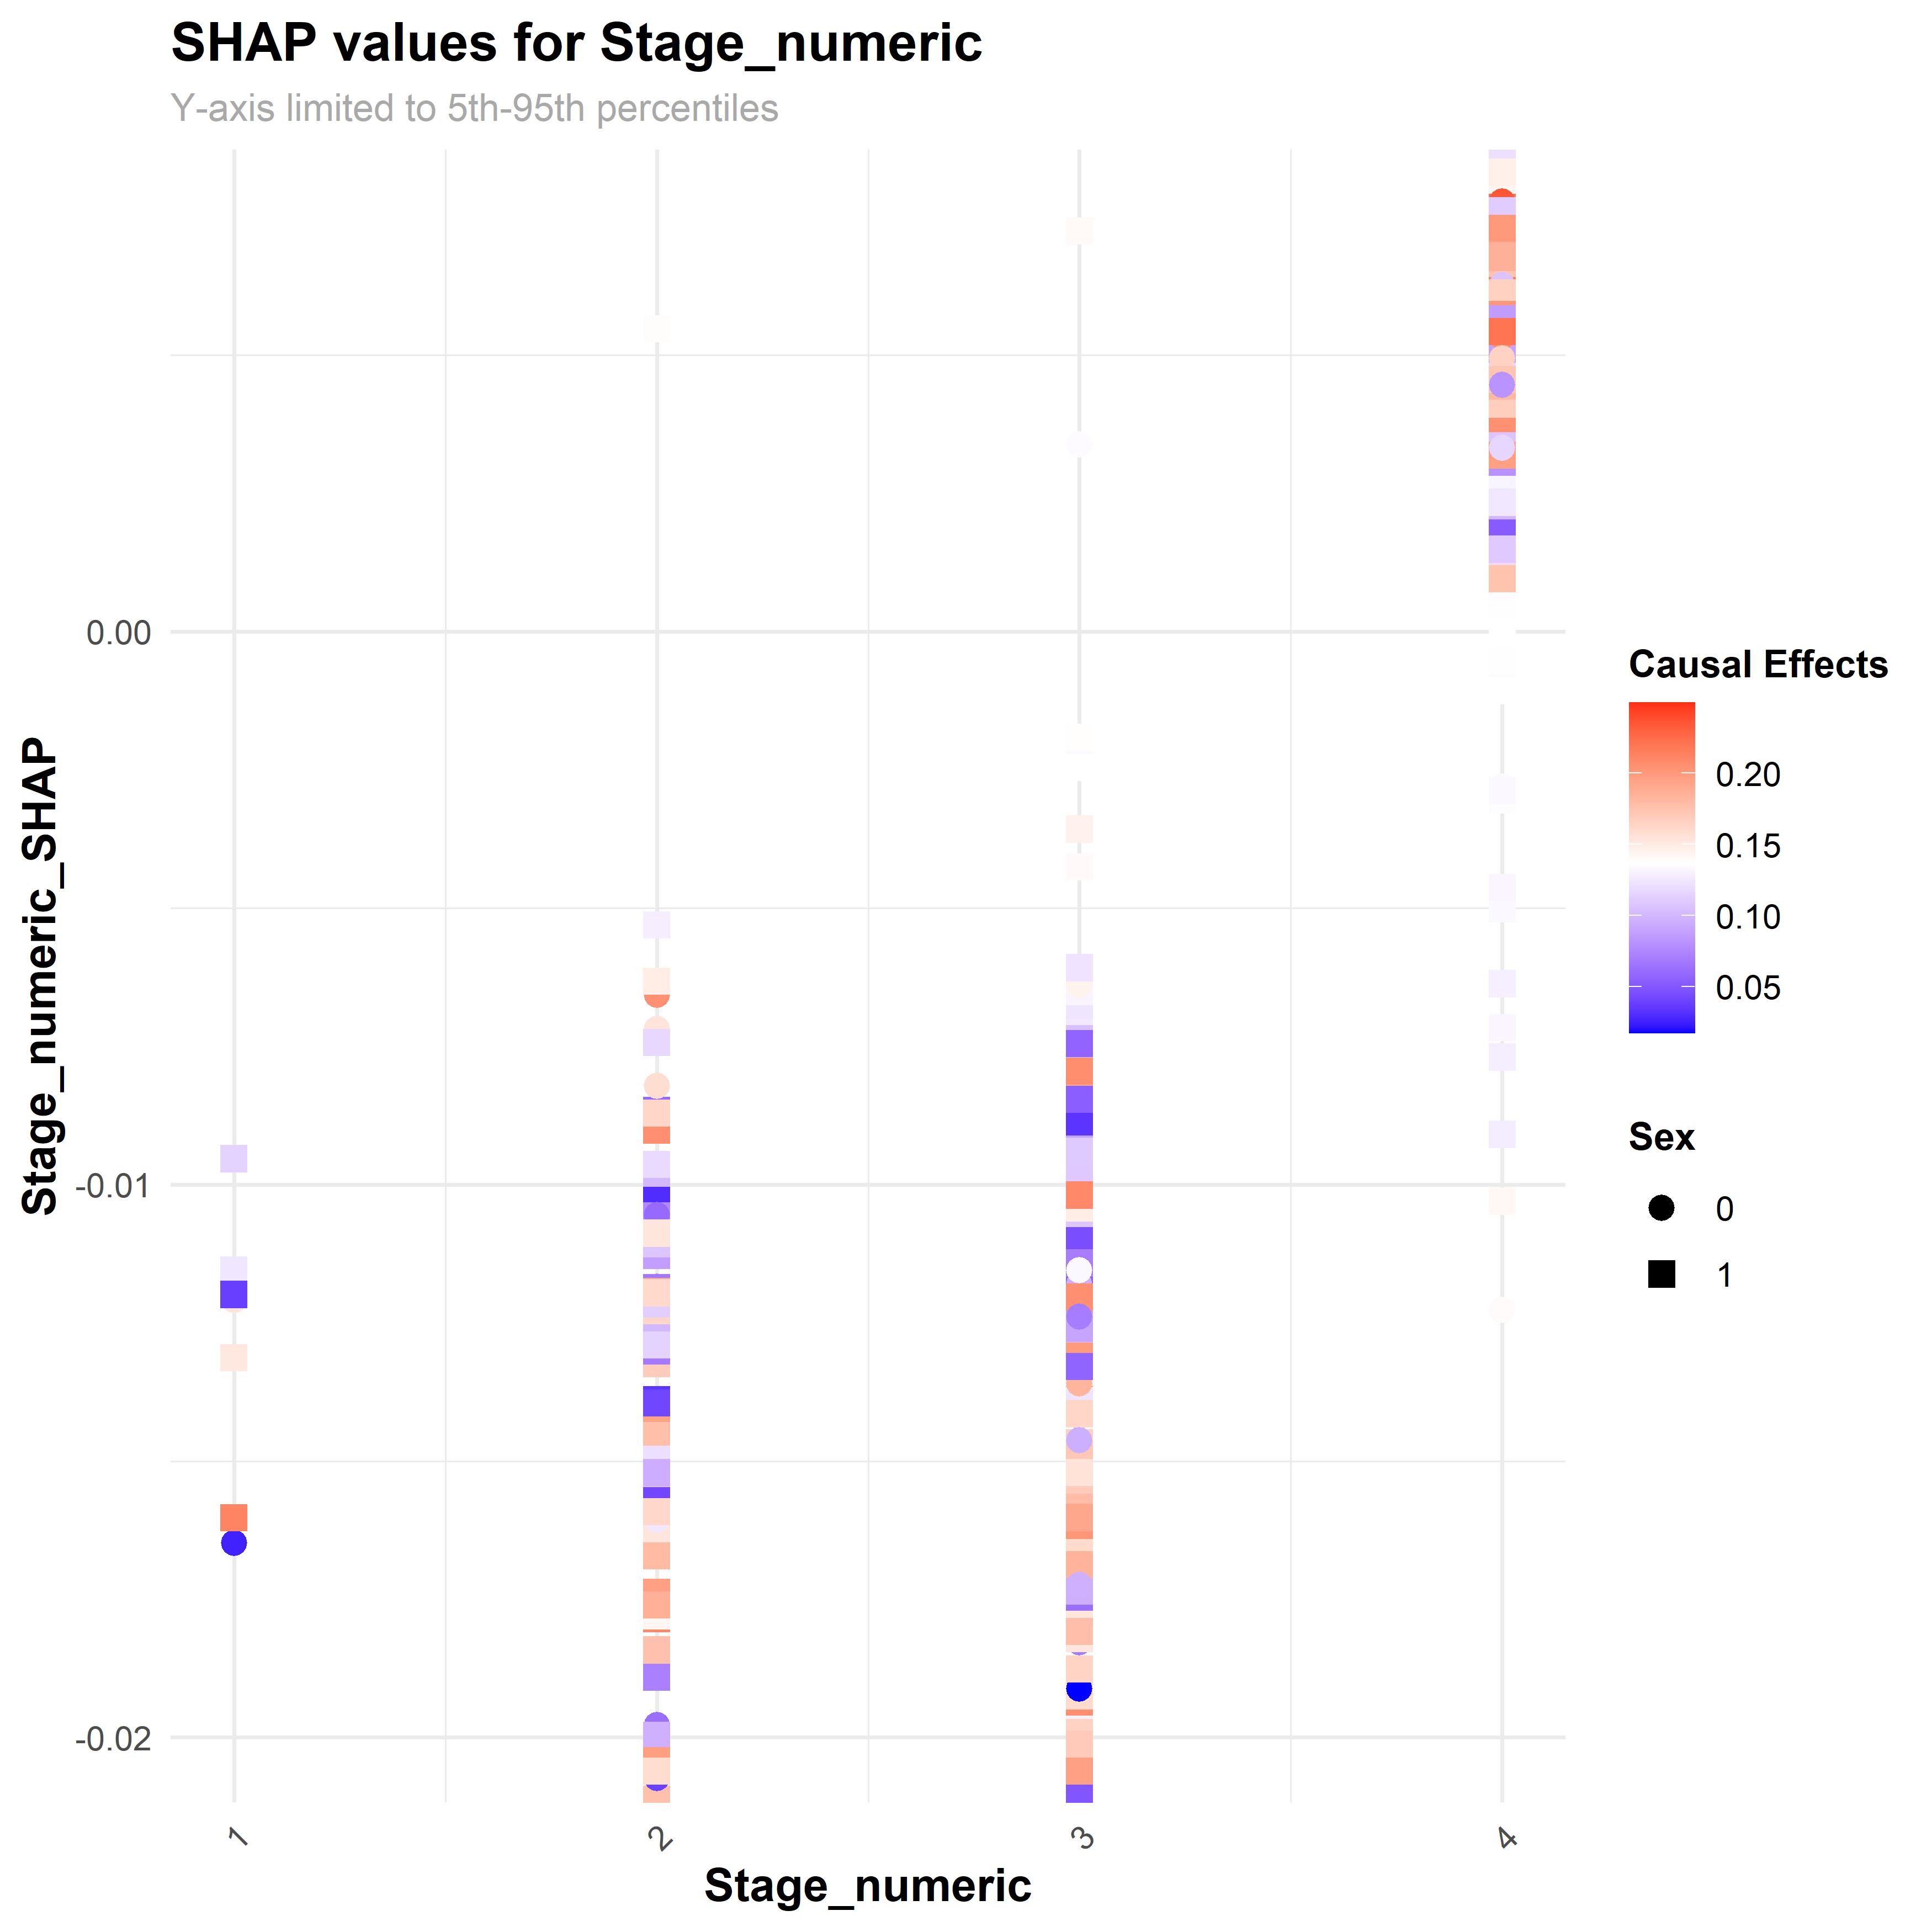 SHAP values for Stage_numeric
Y-axis limited to 5th-95th percentiles
Stage_numeric_SHAP
0.00
-0.01
-0.02
1
2
3
4
Stage_numeric
Causal Effects
0.20
0.15
0.10
0.05
Sex
0
1